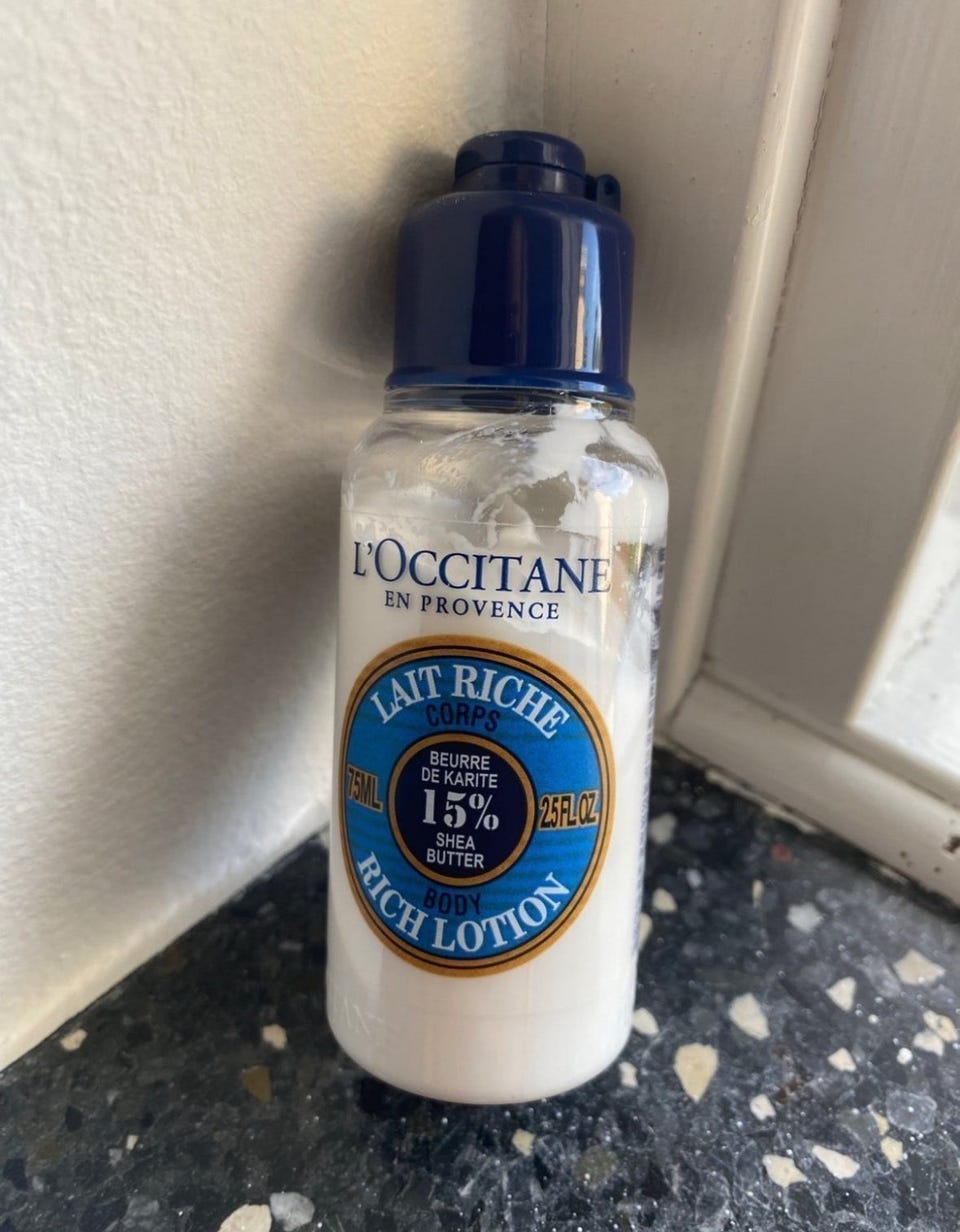 L'OCCITANE
EN PROVENCE
LAIT RICHE
CORPS
BEURRE
DE KARITE
15%
SHEA
BUTTER
75ML
2.5FL OZ
BODY
RICH LOTION